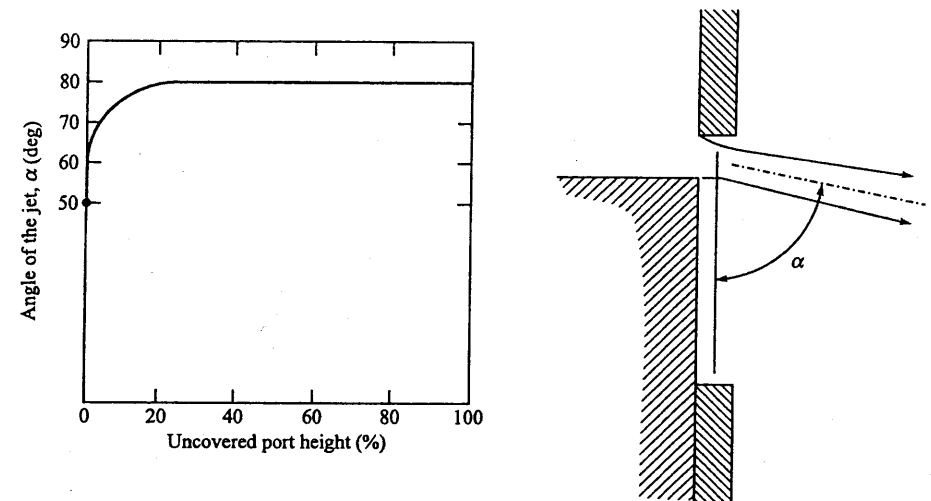 90
80
70
60
50
Angle of the jet, α (deg)
0 20 40 60 80 100
Uncovered port height (%)
α